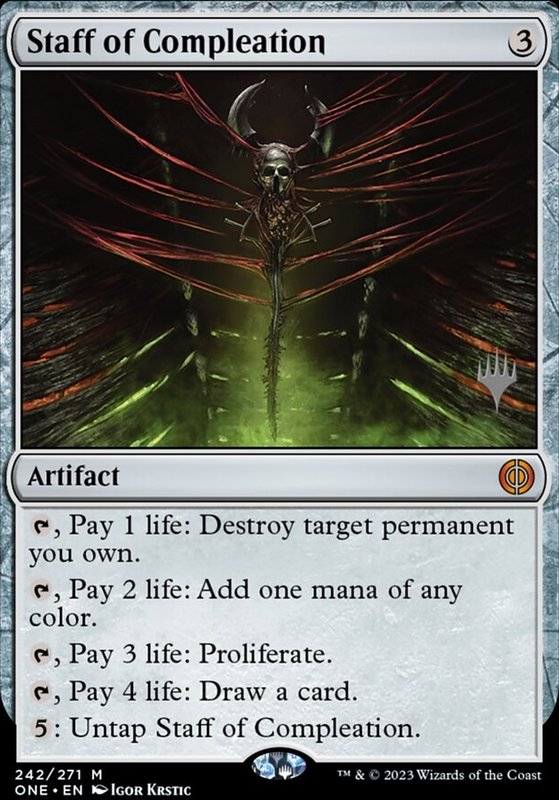 Staff of Compleation 3
Artifact
, Pay 1 life: Destroy target permanent
you own.
, Pay 2 life: Add one mana of any
color.
, Pay 3 life: Proliferate.
, Pay 4 life: Draw a card.
5: Untap Staff of Compleation.
242/271 M
ONE • EN Igor Krstic
™ & © 2023 Wizards of the Coast